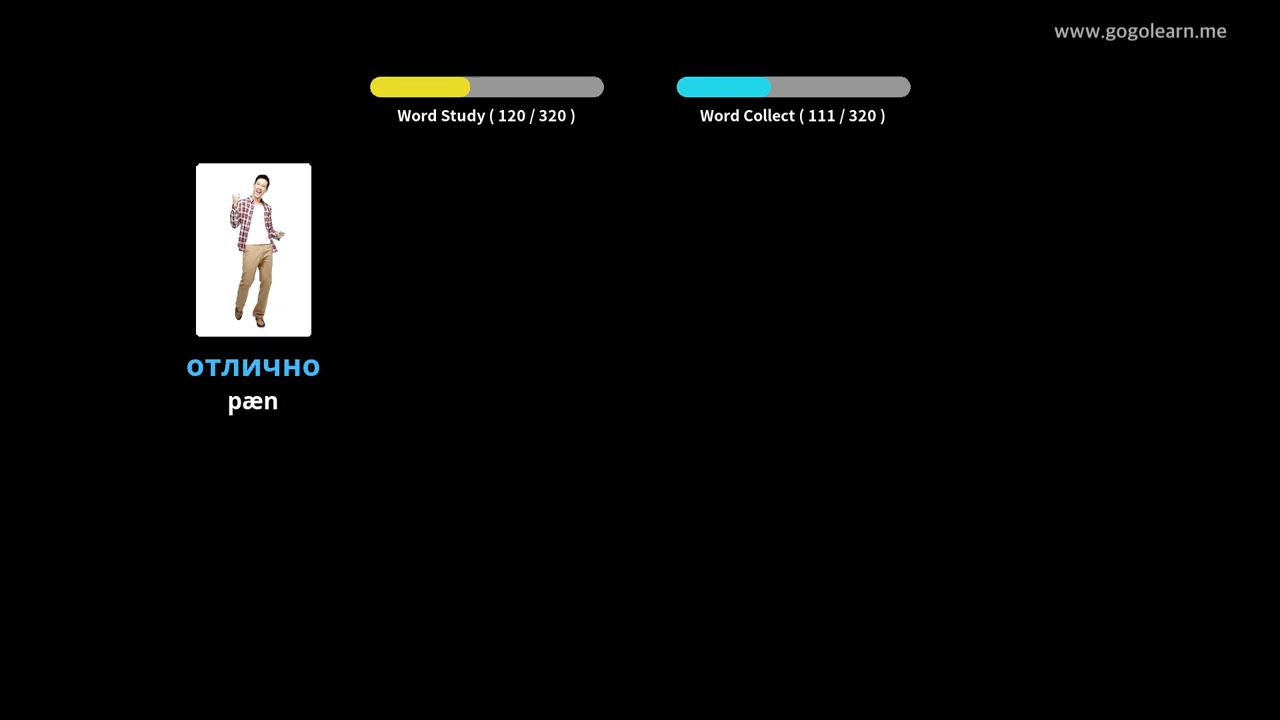 www.gogolearn.me
Word Study ( 120 / 320 )
Word Collect ( 111 / 320 )
отлично
pæn